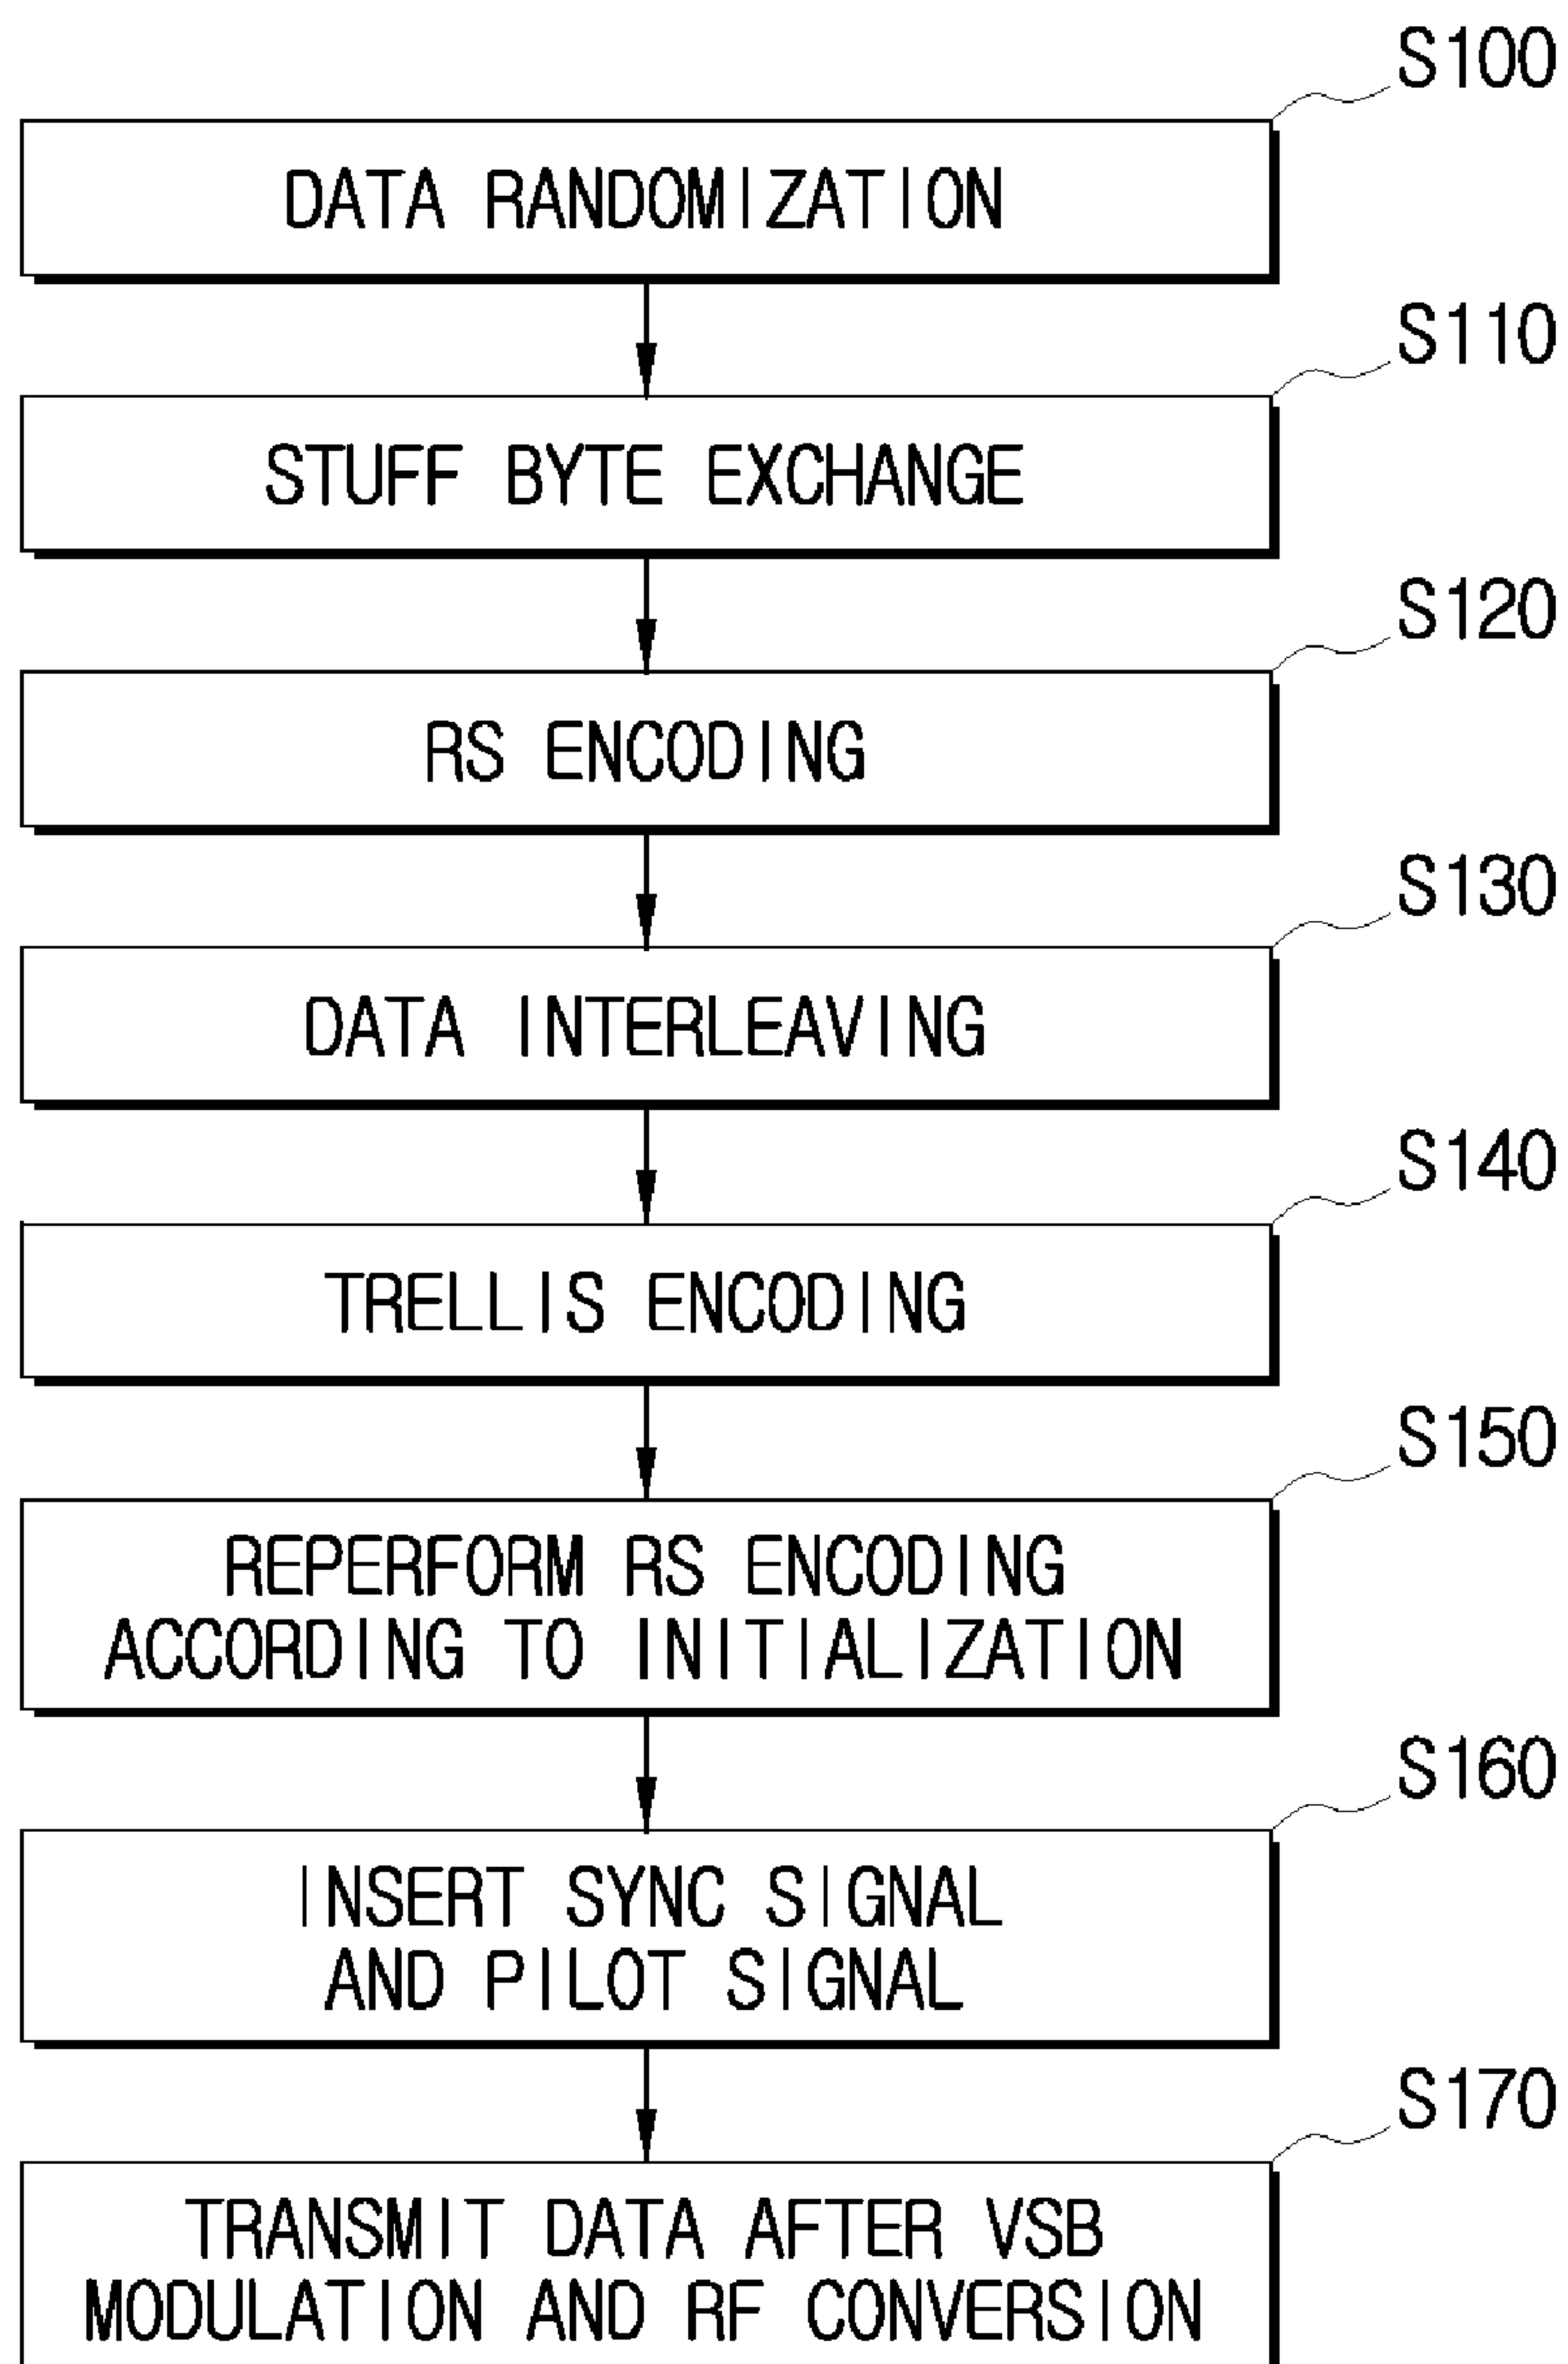 S100
DATA RANDOMIZATION
S110
STUFF BYTE EXCHANGE
S120
RS ENCODING
S130
DATA INTERLEAVING
S140
TRELLIS ENCODING
S150
REPERFORM RS ENCODING
ACCORDING TO INITIALIZATION
S160
INSERT SYNC SIGNAL
AND PILOT SIGNAL
S170
TRANSMIT DATA AFTER VSB
MODULATION AND RF CONVERSION